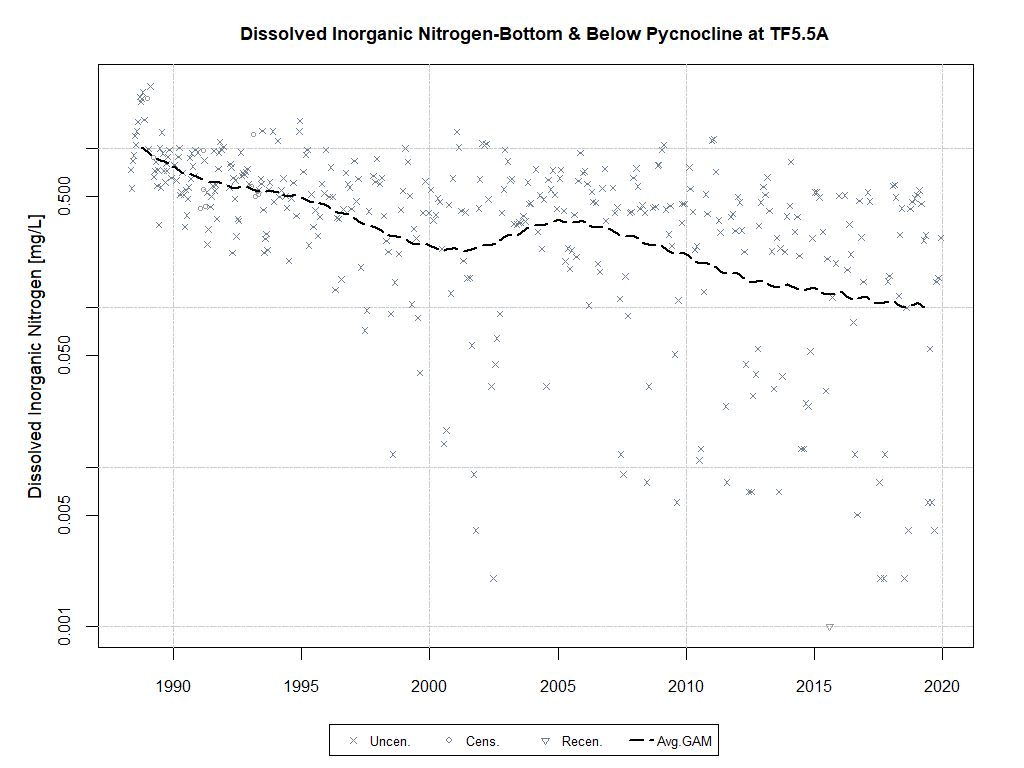 Dissolved Inorganic Nitrogen-Bottom & Below Pycnocline at TF5.5A
Dissolved Inorganic Nitrogen [mg/L]
0.500
0.050
0.005
0.001
1990 1995 2000 2005 2010 2015 2020
Uncen. Cens. Recen. Avg.GAM